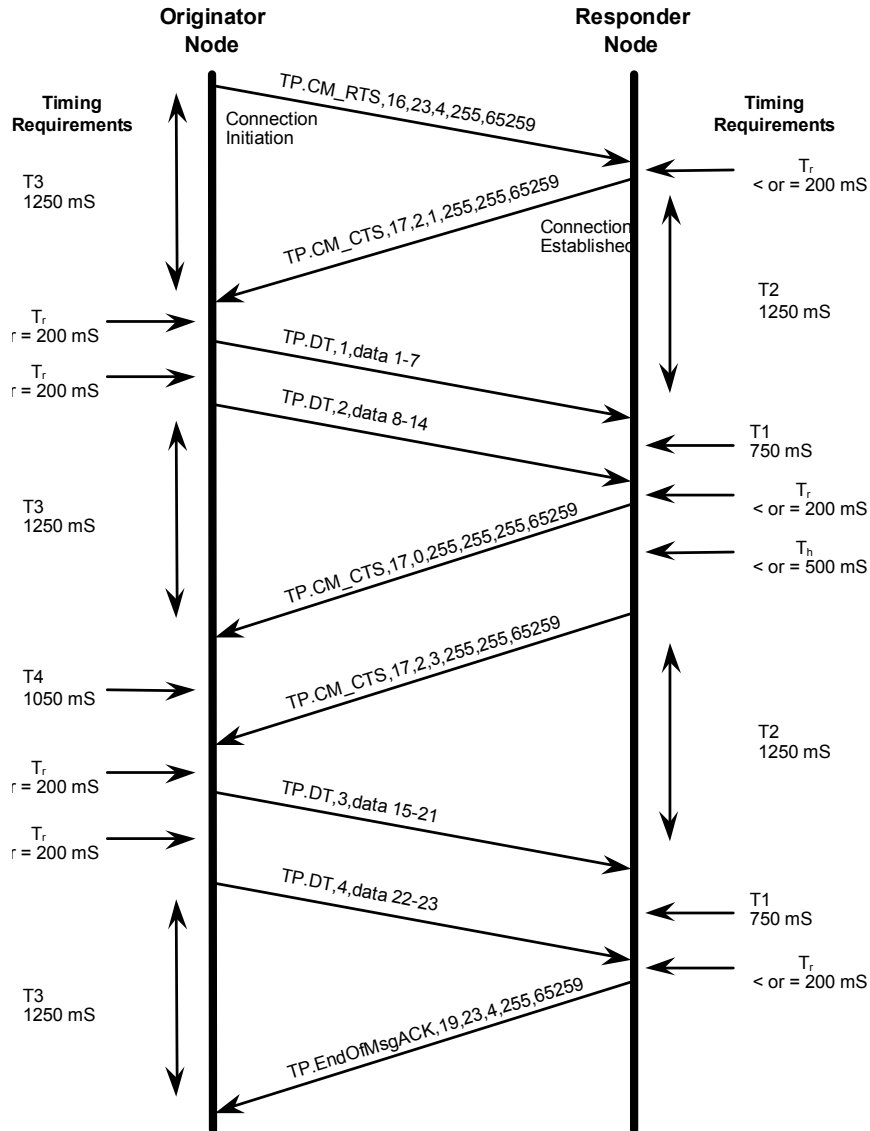 Originator
Node
Responder
Node
Timing
Requirements
Timing
Requirements
TP.CM_RTS,16,23,4,255,65259
Connection
Initiation
Tr
< or = 200 mS
T3
1250 mS
TP.CM_CTS,17,2,1,255,255,65259
Connection
Established
T2
1250 mS
Tr
r = 200 mS
TP.DT,1,data 1-7
Tr
r = 200 mS
TP.DT,2,data 8-14
T1
750 mS
Tr
< or = 200 mS
T3
1250 mS
TP.CM_CTS,17,0,255,255,255,65259
Th
< or = 500 mS
TP.CM_CTS,17,2,3,255,255,65259
T4
1050 mS
T2
1250 mS
Tr
r = 200 mS
TP.DT,3,data 15-21
Tr
r = 200 mS
TP.DT,4,data 22-23
T1
750 mS
Tr
< or = 200 mS
T3
1250 mS
TP.EndOfMsgACK,19,23,4,255,65259